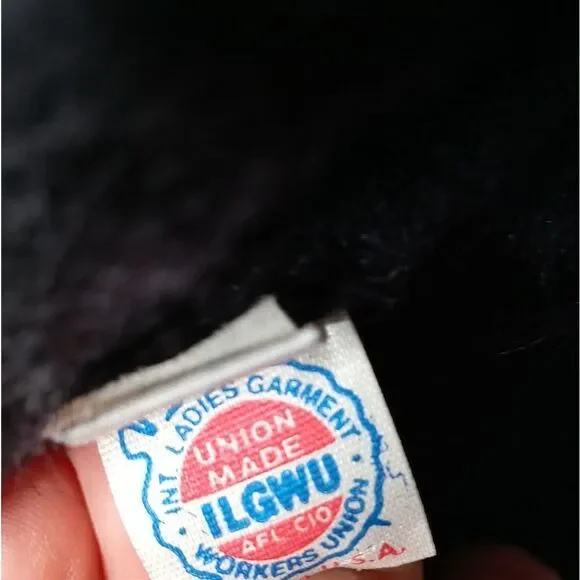 INT. LADIES GARMENT
WORKERS UNION
UNION
MADE
ILGWU
AFL CIO
U.S.A.